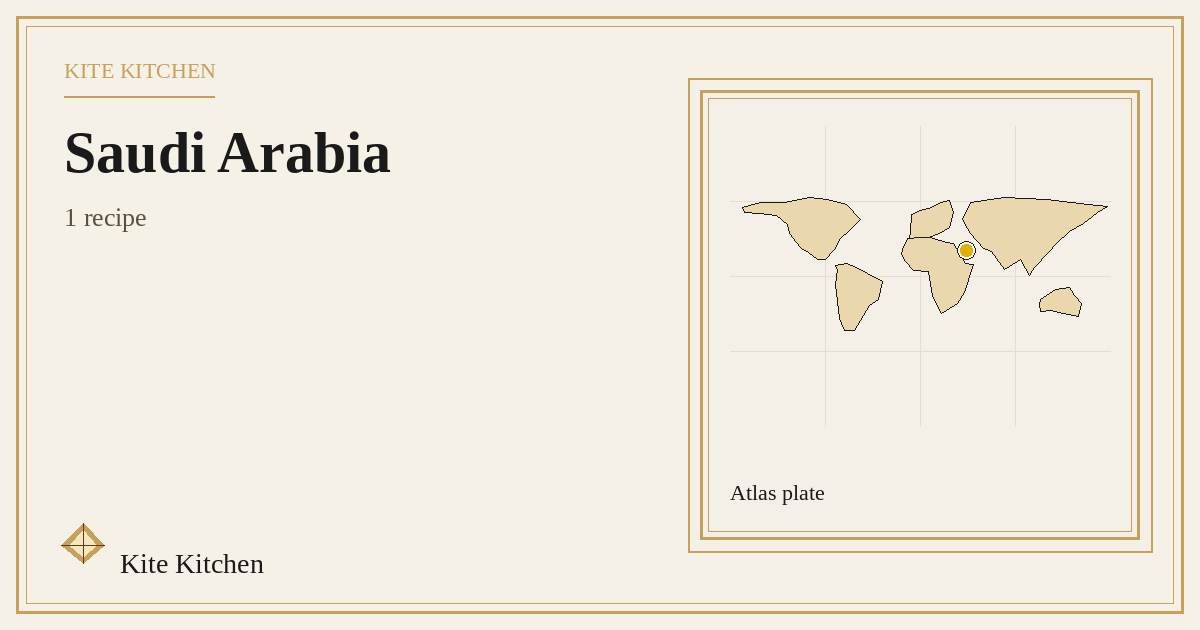 KITE KITCHEN
Saudi Arabia
1 recipe
Atlas plate
Kite Kitchen